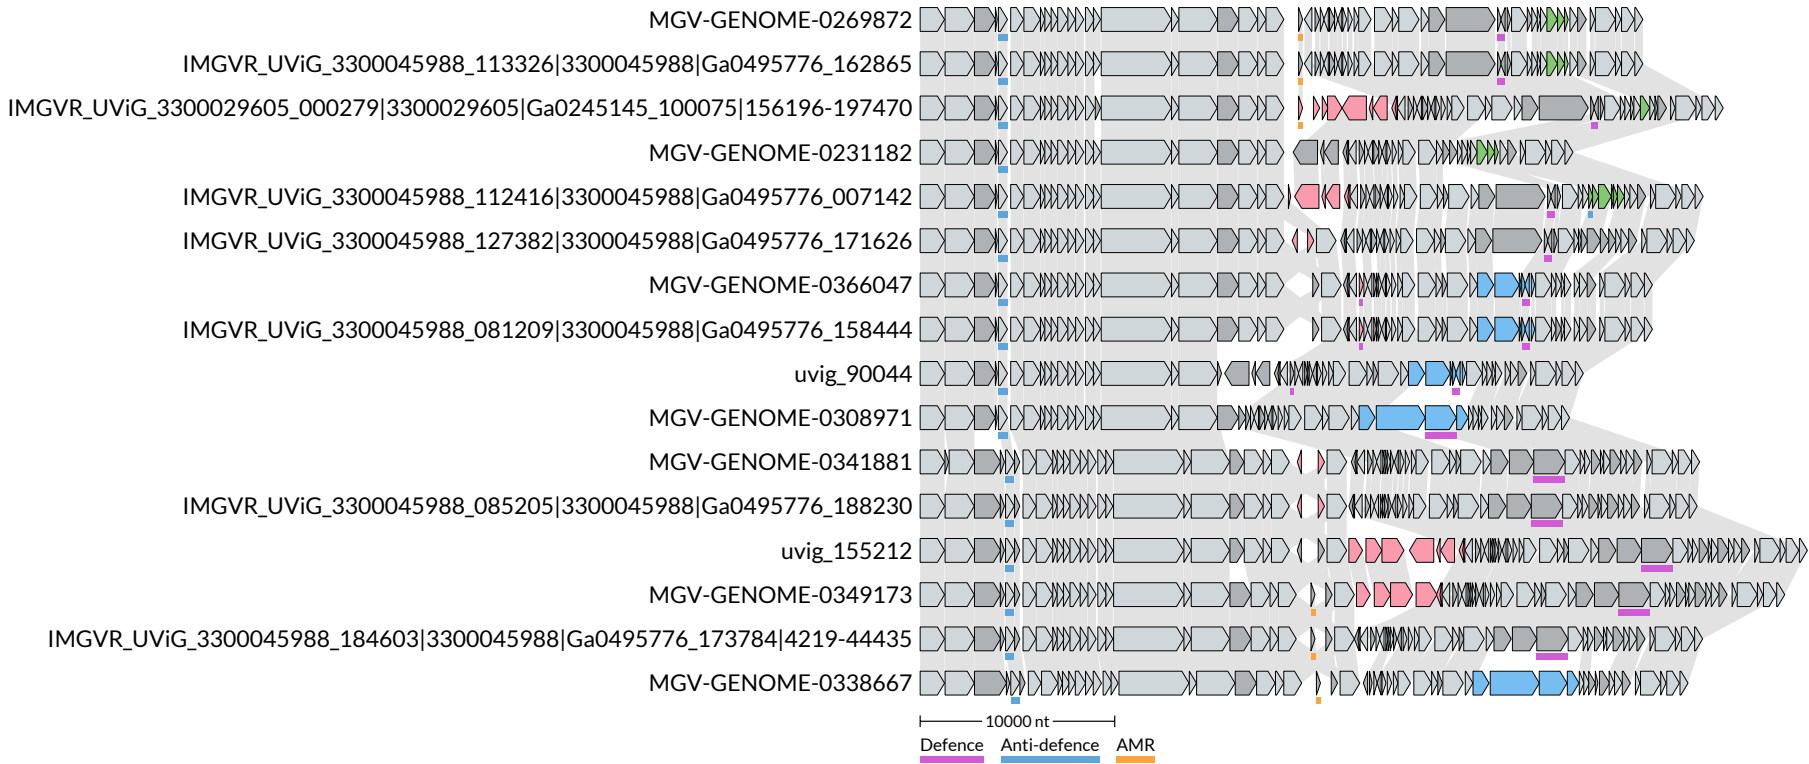 MGV-GENOME-0269872
IMGVR_UViG_3300045988_113326|3300045988|Ga0495776_162865
IMGVR_UViG_3300029605_000279|3300029605|Ga0245145_100075|156196-197470
MGV-GENOME-0231182
IMGVR_UViG_3300045988_112416|3300045988|Ga0495776_007142
IMGVR_UViG_3300045988_127382|3300045988|Ga0495776_171626
MGV-GENOME-0366047
IMGVR_UViG_3300045988_081209|3300045988|Ga0495776_158444
uvig_90044
MGV-GENOME-0308971
MGV-GENOME-0341881
IMGVR_UViG_3300045988_085205|3300045988|Ga0495776_188230
uvig_155212
MGV-GENOME-0349173
IMGVR_UViG_3300045988_184603|3300045988|Ga0495776_173784|4219-44435
MGV-GENOME-0338667
10000 nt
Defence Anti-defence AMR